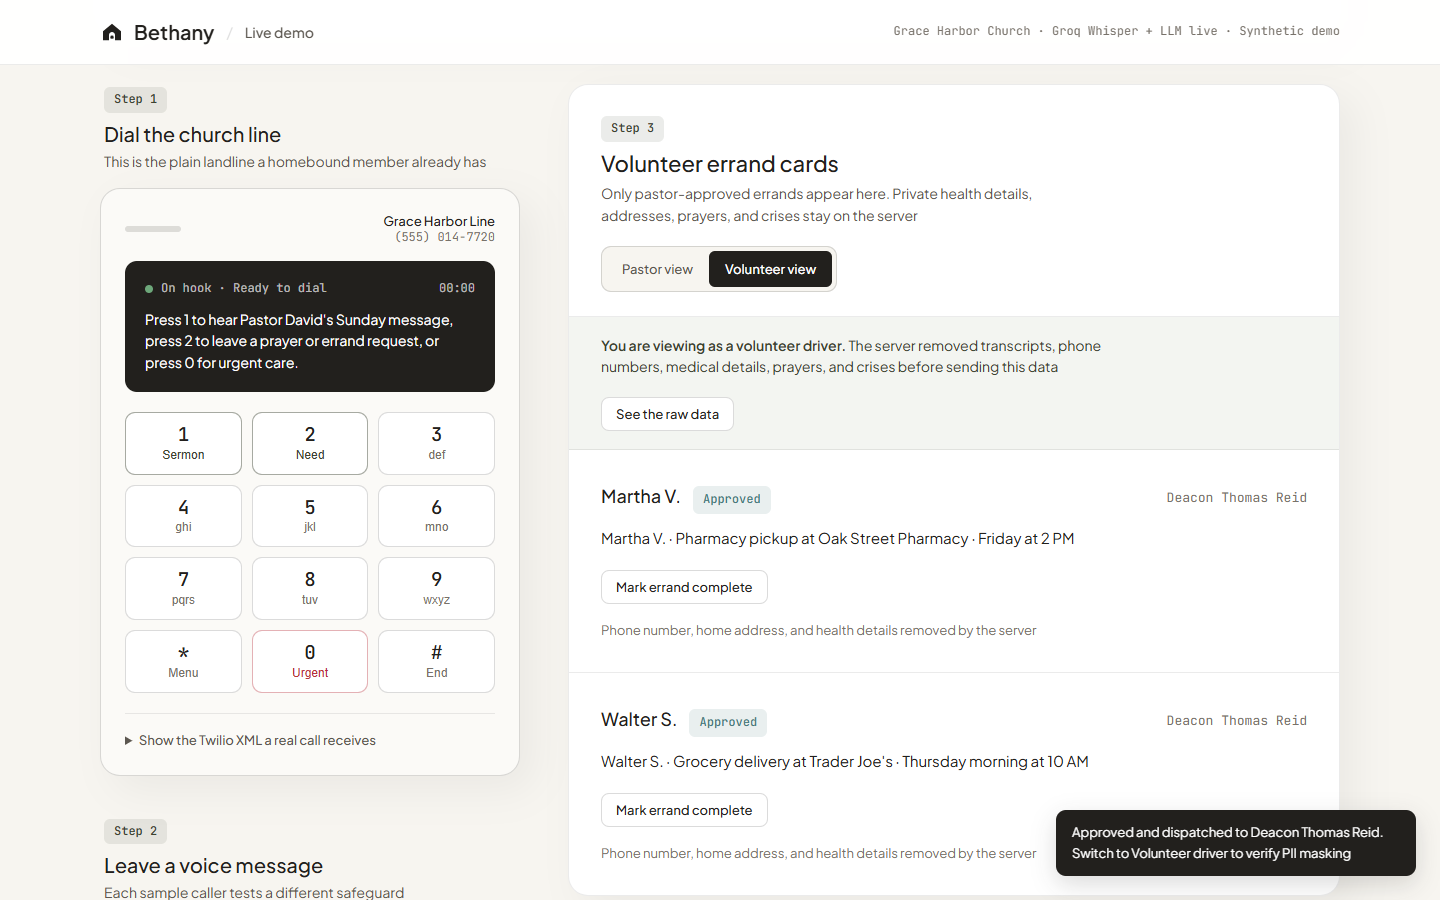 Bethany / Live demo
Grace Harbor Church · Groq Whisper + LLM live · Synthetic demo
Step 1
Dial the church line
This is the plain landline a homebound member already has
Grace Harbor Line
(555) 014-7720
On hook · Ready to dial 00:00
Press 1 to hear Pastor David's Sunday message,
press 2 to leave a prayer or errand request, or
press 0 for urgent care.
1 2 3
Sermon Need def
4 5 6
ghi jkl mno
7 8 9
pqrs tuv wxyz
* 0 #
Menu Urgent End
Show the Twilio XML a real call receives
Step 2
Leave a voice message
Each sample caller tests a different safeguard
Step 3
Volunteer errand cards
Only pastor-approved errands appear here. Private health details,
addresses, prayers, and crises stay on the server
Pastor view Volunteer view
You are viewing as a volunteer driver. The server removed transcripts, phone
numbers, medical details, prayers, and crises before sending this data
See the raw data
Martha V. Approved Deacon Thomas Reid
Martha V. · Pharmacy pickup at Oak Street Pharmacy · Friday at 2 PM
Mark errand complete
Phone number, home address, and health details removed by the server
Walter S. Approved Deacon Thomas Reid
Walter S. · Grocery delivery at Trader Joe's · Thursday morning at 10 AM
Mark errand complete
Phone number, home address, and health details removed by the server
Approved and dispatched to Deacon Thomas Reid.
Switch to Volunteer driver to verify PII masking